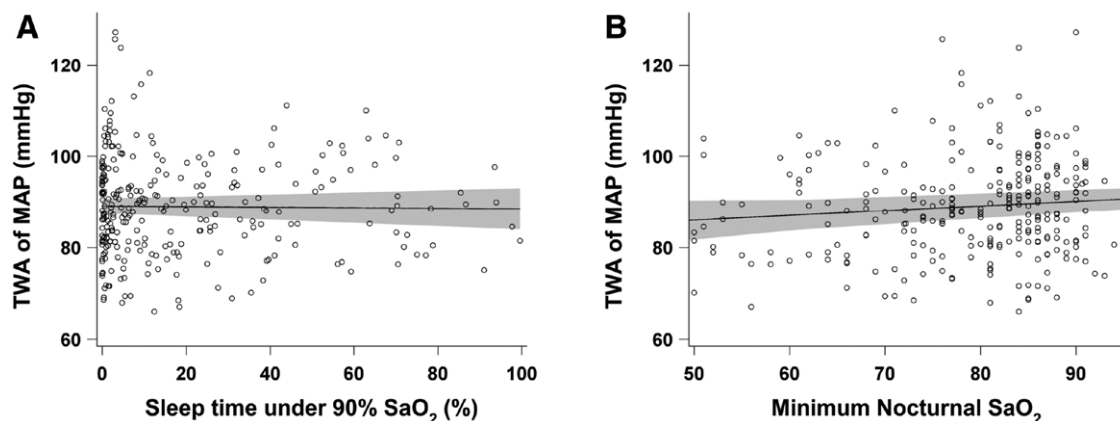 A
TWA of MAP (mmHg)
120
100
80
60
0 20 40 60 80 100
Sleep time under 90% SaO₂ (%)
B
TWA of MAP (mmHg)
120
100
80
60
50 60 70 80 90
Minimum Nocturnal SaO₂